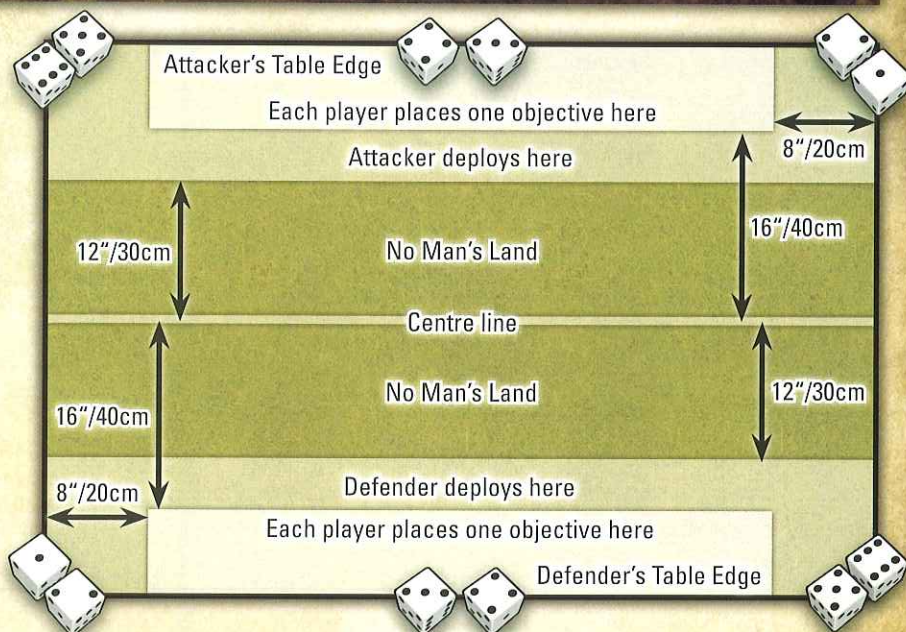 Attacker's Table Edge
Each player places one objective here
8"/20cm
Attacker deploys here
16"/40cm
12"/30cm
No Man's Land
Centre line
No Man's Land
12"/30cm
16"/40cm
8"/20cm
Defender deploys here
Each player places one objective here
Defender's Table Edge